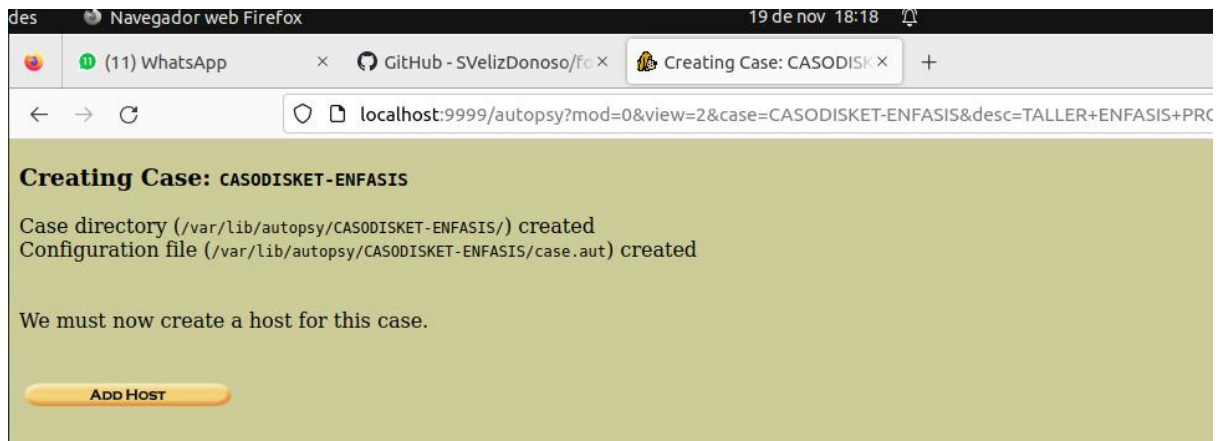 des Navegador web Firefox 19 de nov 18:18
(11) WhatsApp × GitHub - SVelizDonoso/fo × Creating Case: CASODISK × +
localhost:9999/autopsy?mod=0&view=2&case=CASODISKET-ENFASIS&desc=TALLER+ENFASIS+PRO
Creating Case: CASODISKET-ENFASIS
Case directory (/var/lib/autopsy/CASODISKET-ENFASIS/) created
Configuration file (/var/lib/autopsy/CASODISKET-ENFASIS/case.aut) created
We must now create a host for this case.
ADD HOST